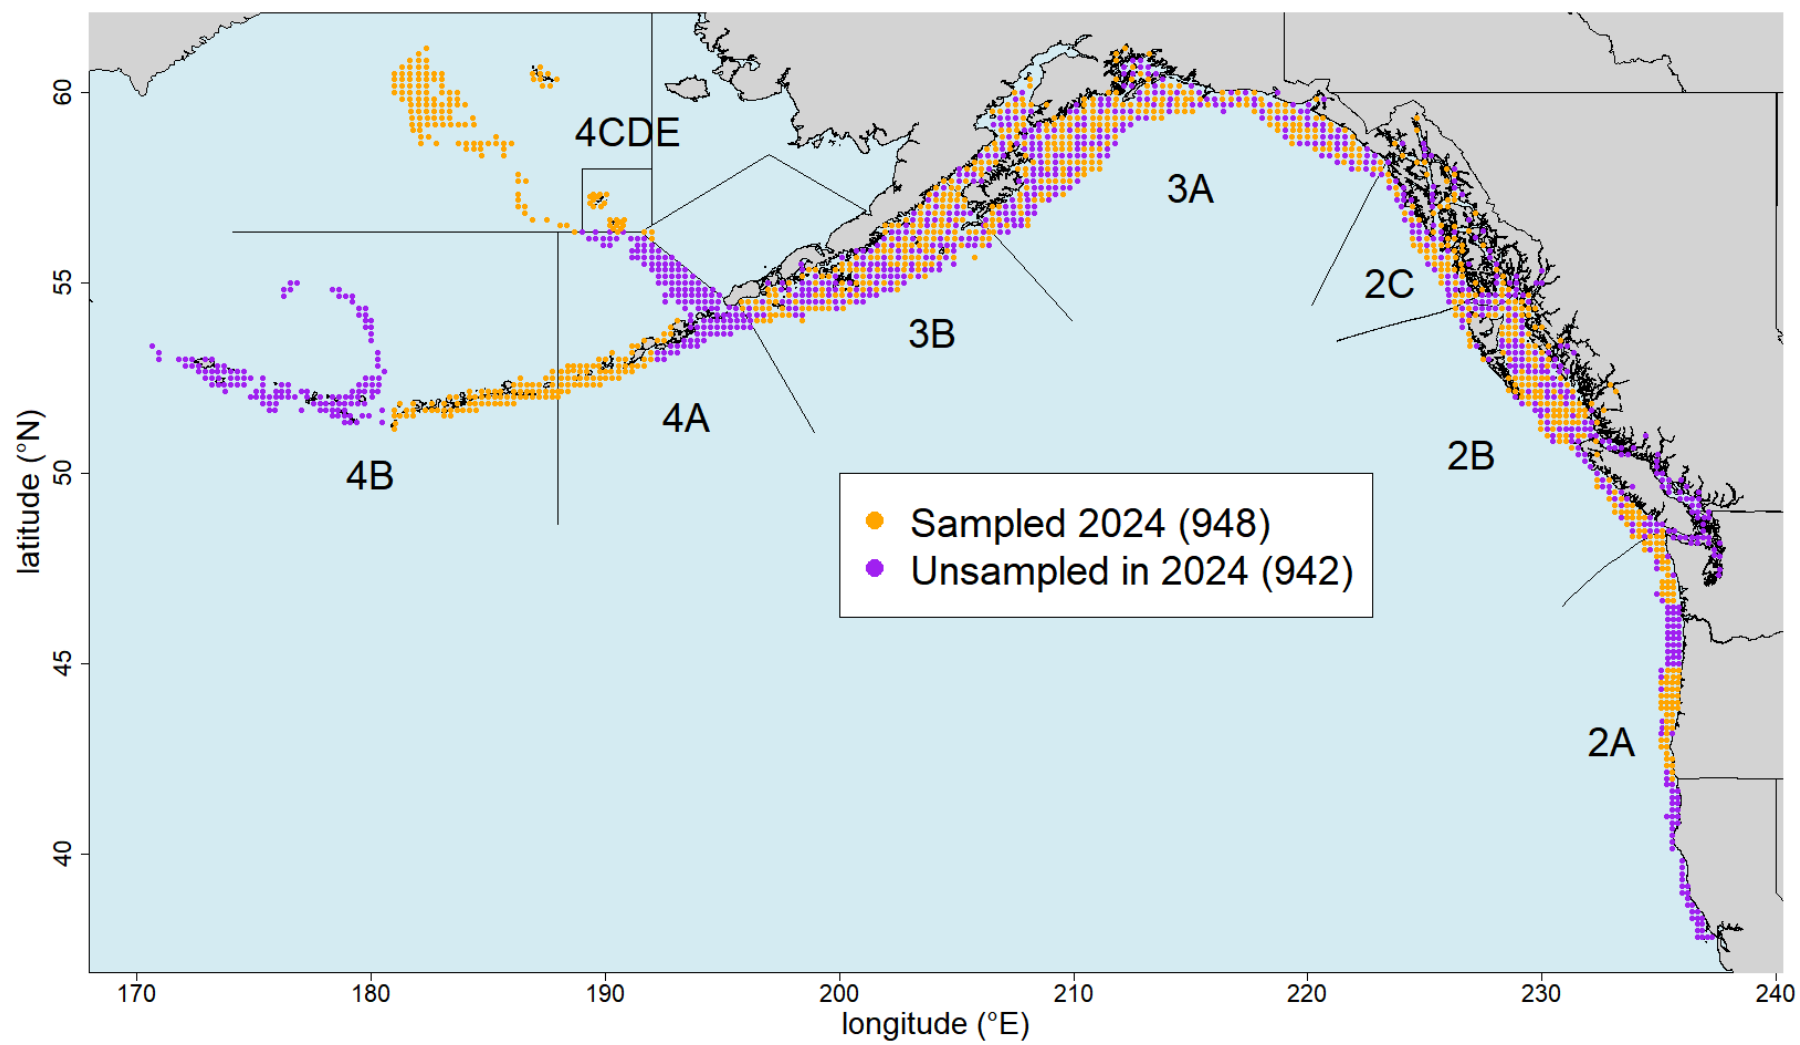 60
55
50
45
40
latitude (°N)
4CDE
3A
2C
3B
4A
2B
4B
2A
Sampled 2024 (948)
Unsampled in 2024 (942)
170
180
190
200
210
220
230
240
longitude (°E)